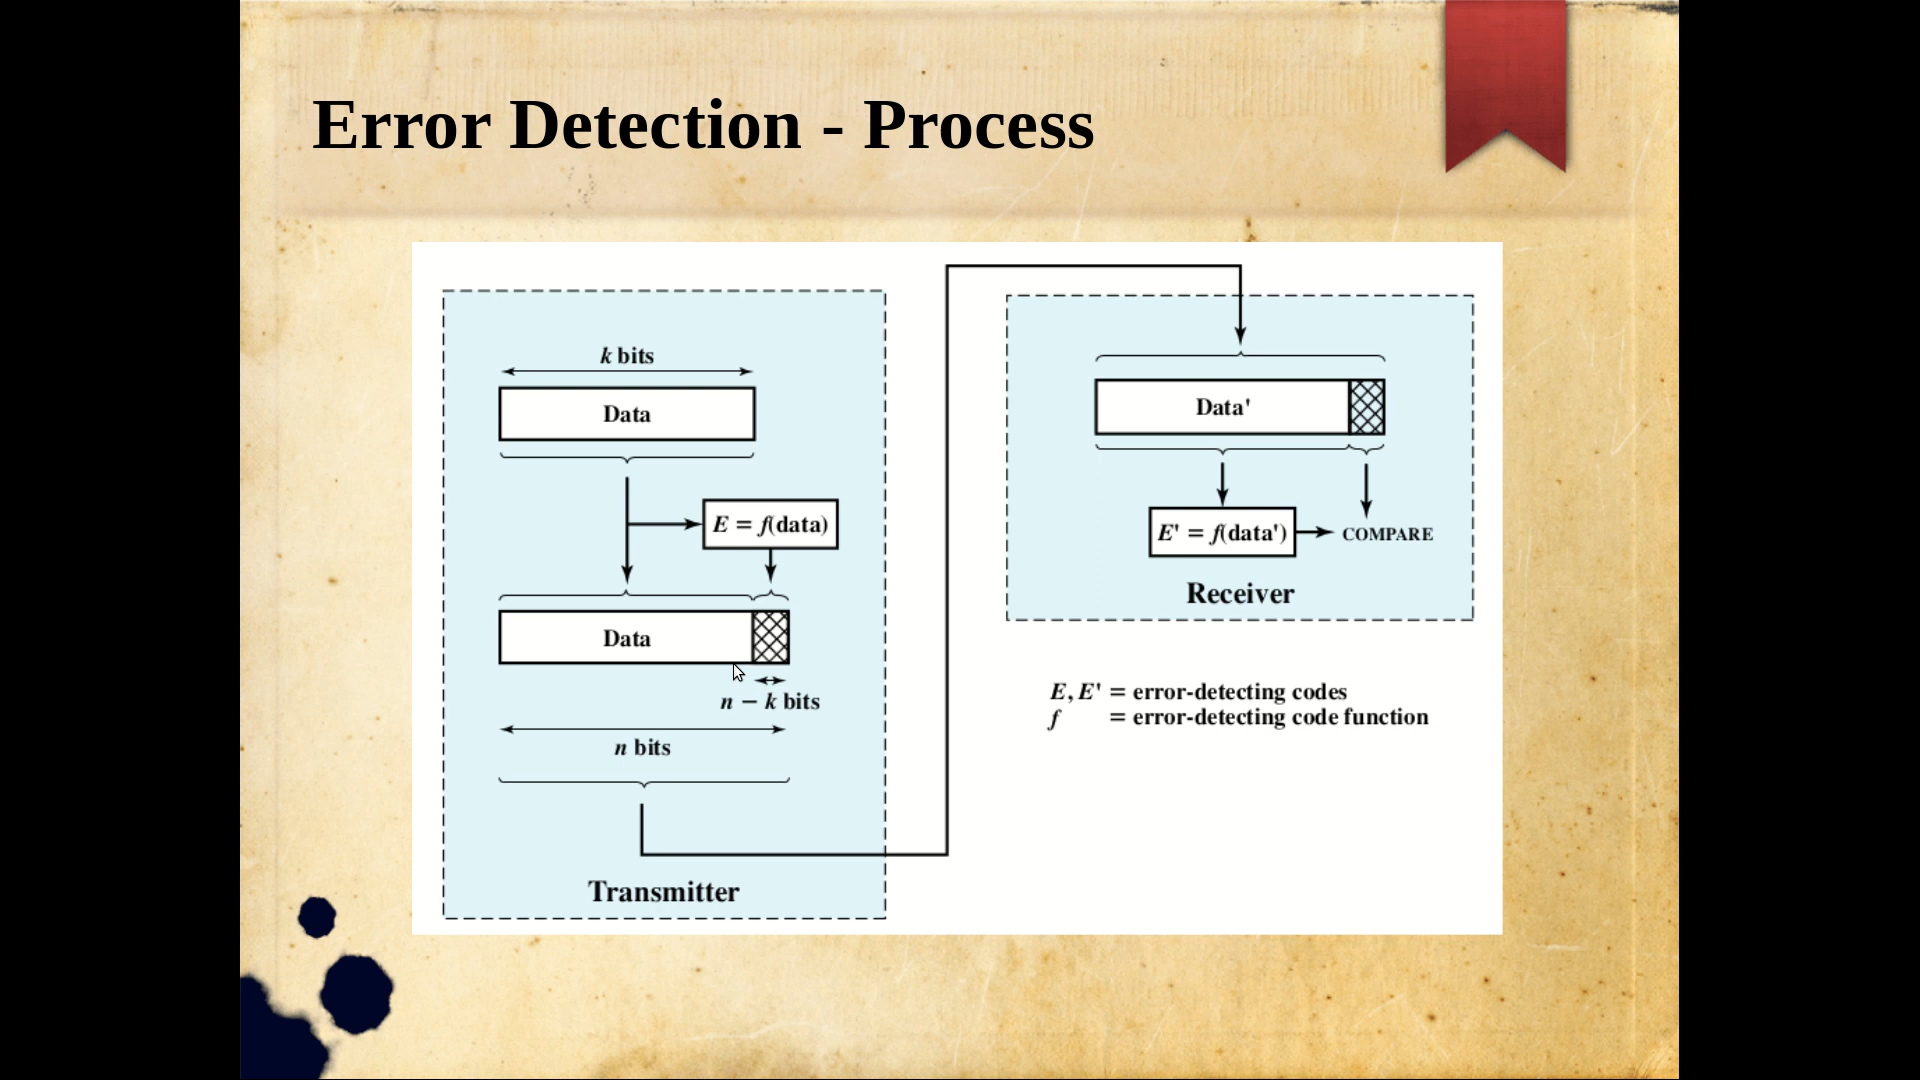 Error Detection - Process
k bits
Data
E = f(data)
Data
n − k bits
n bits
Transmitter
Data'
E' = f(data')
COMPARE
Receiver
E, E' = error-detecting codes
f = error-detecting code function